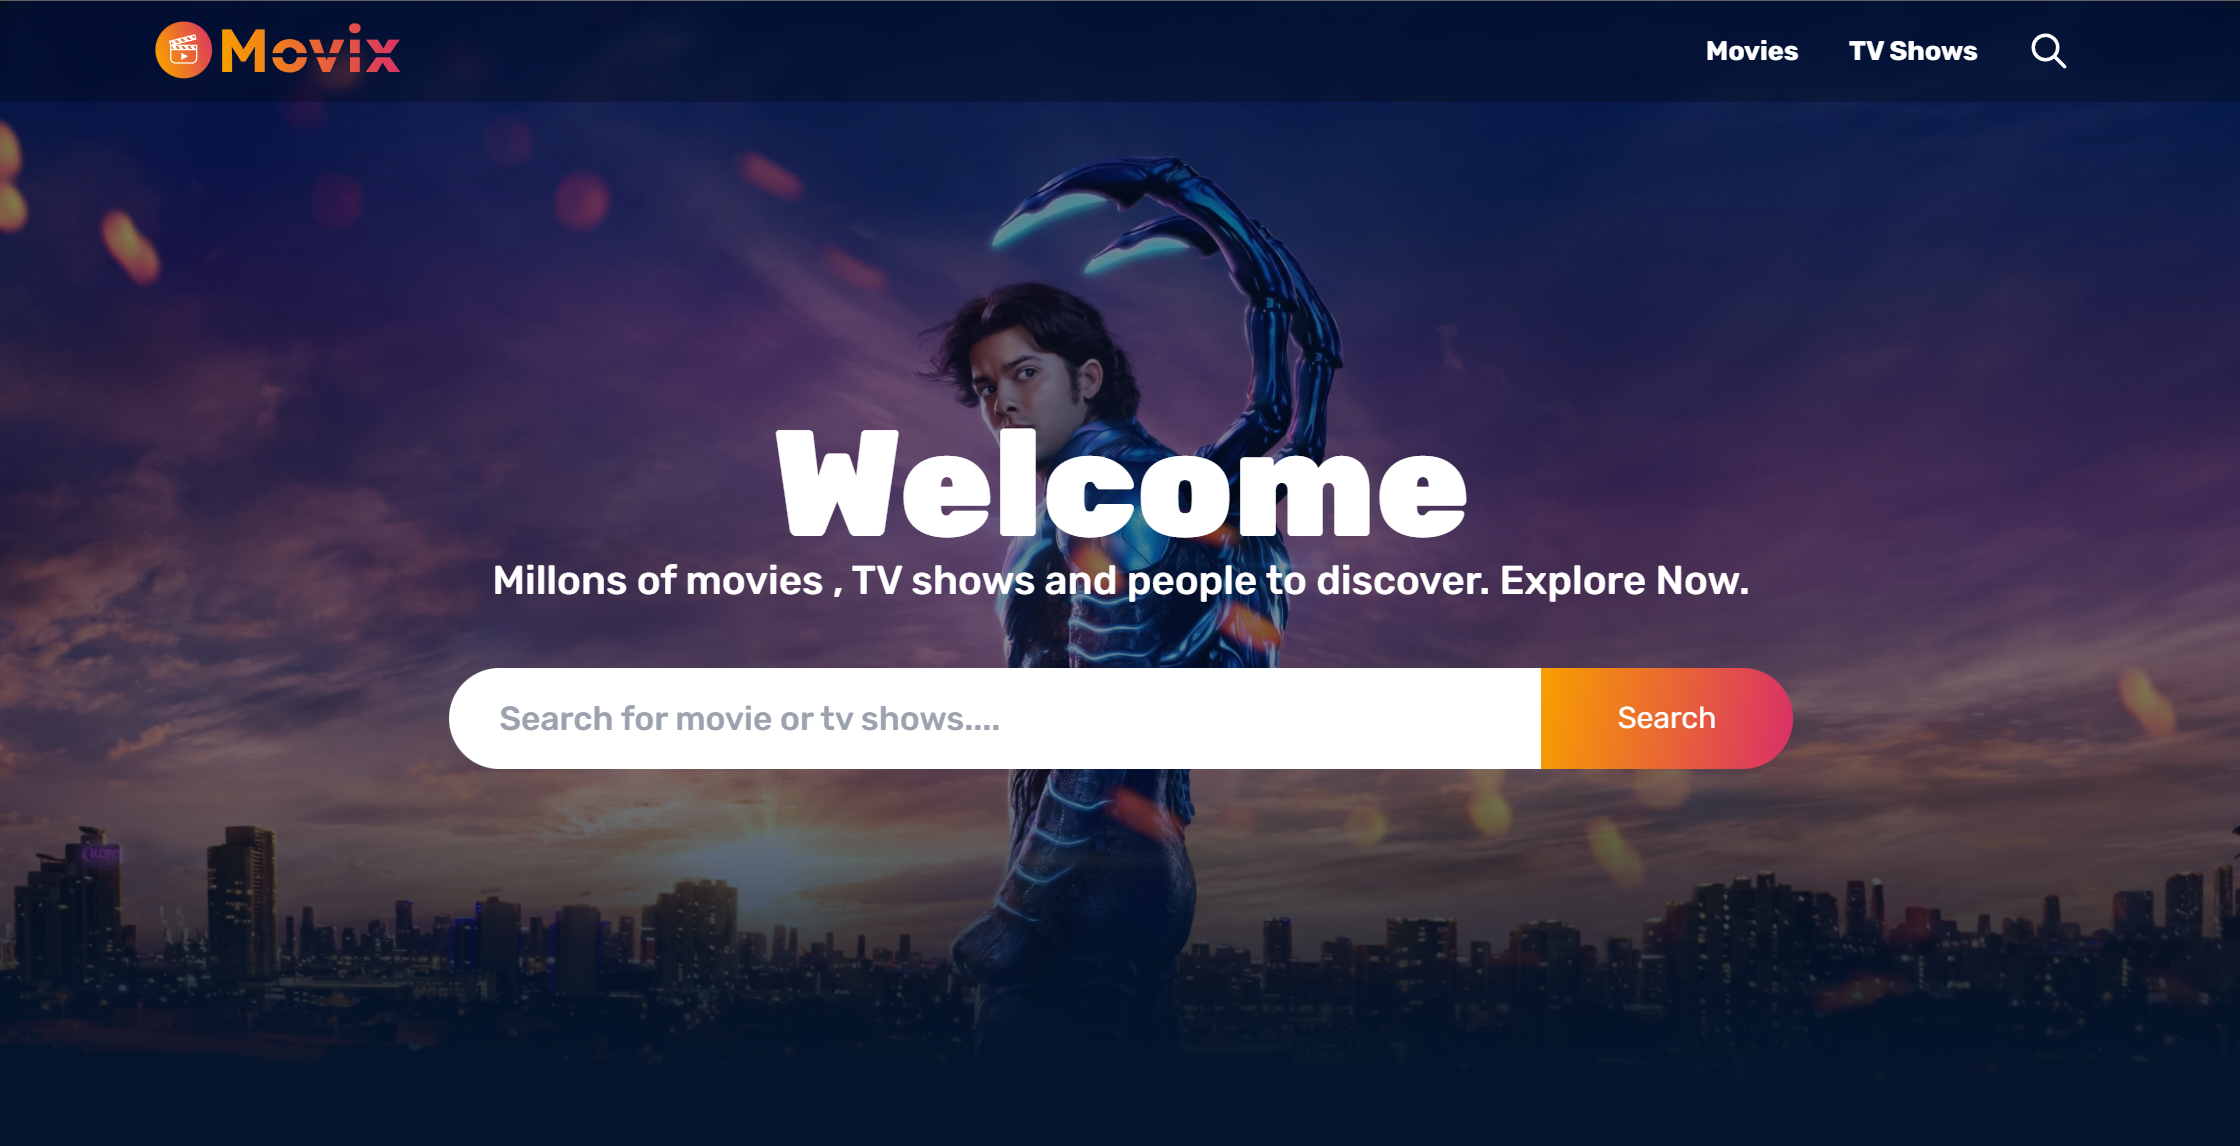 Movix
Movies
TV Shows
Welcome
Millons of movies , TV shows and people to discover. Explore Now.
Search for movie or tv shows....
Search